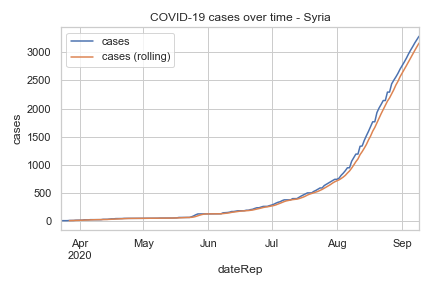 COVID-19 cases over time - Syria
cases
cases (rolling)
cases
3000
2500
2000
1500
1000
500
0
Apr
2020
May
Jun
Jul
Aug
Sep
dateRep